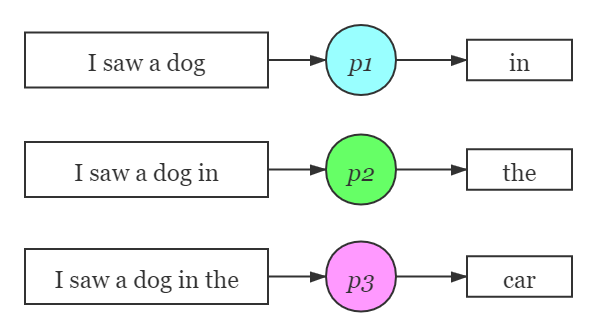 I saw a dog p1 in
I saw a dog in p2 the
I saw a dog in the p3 car